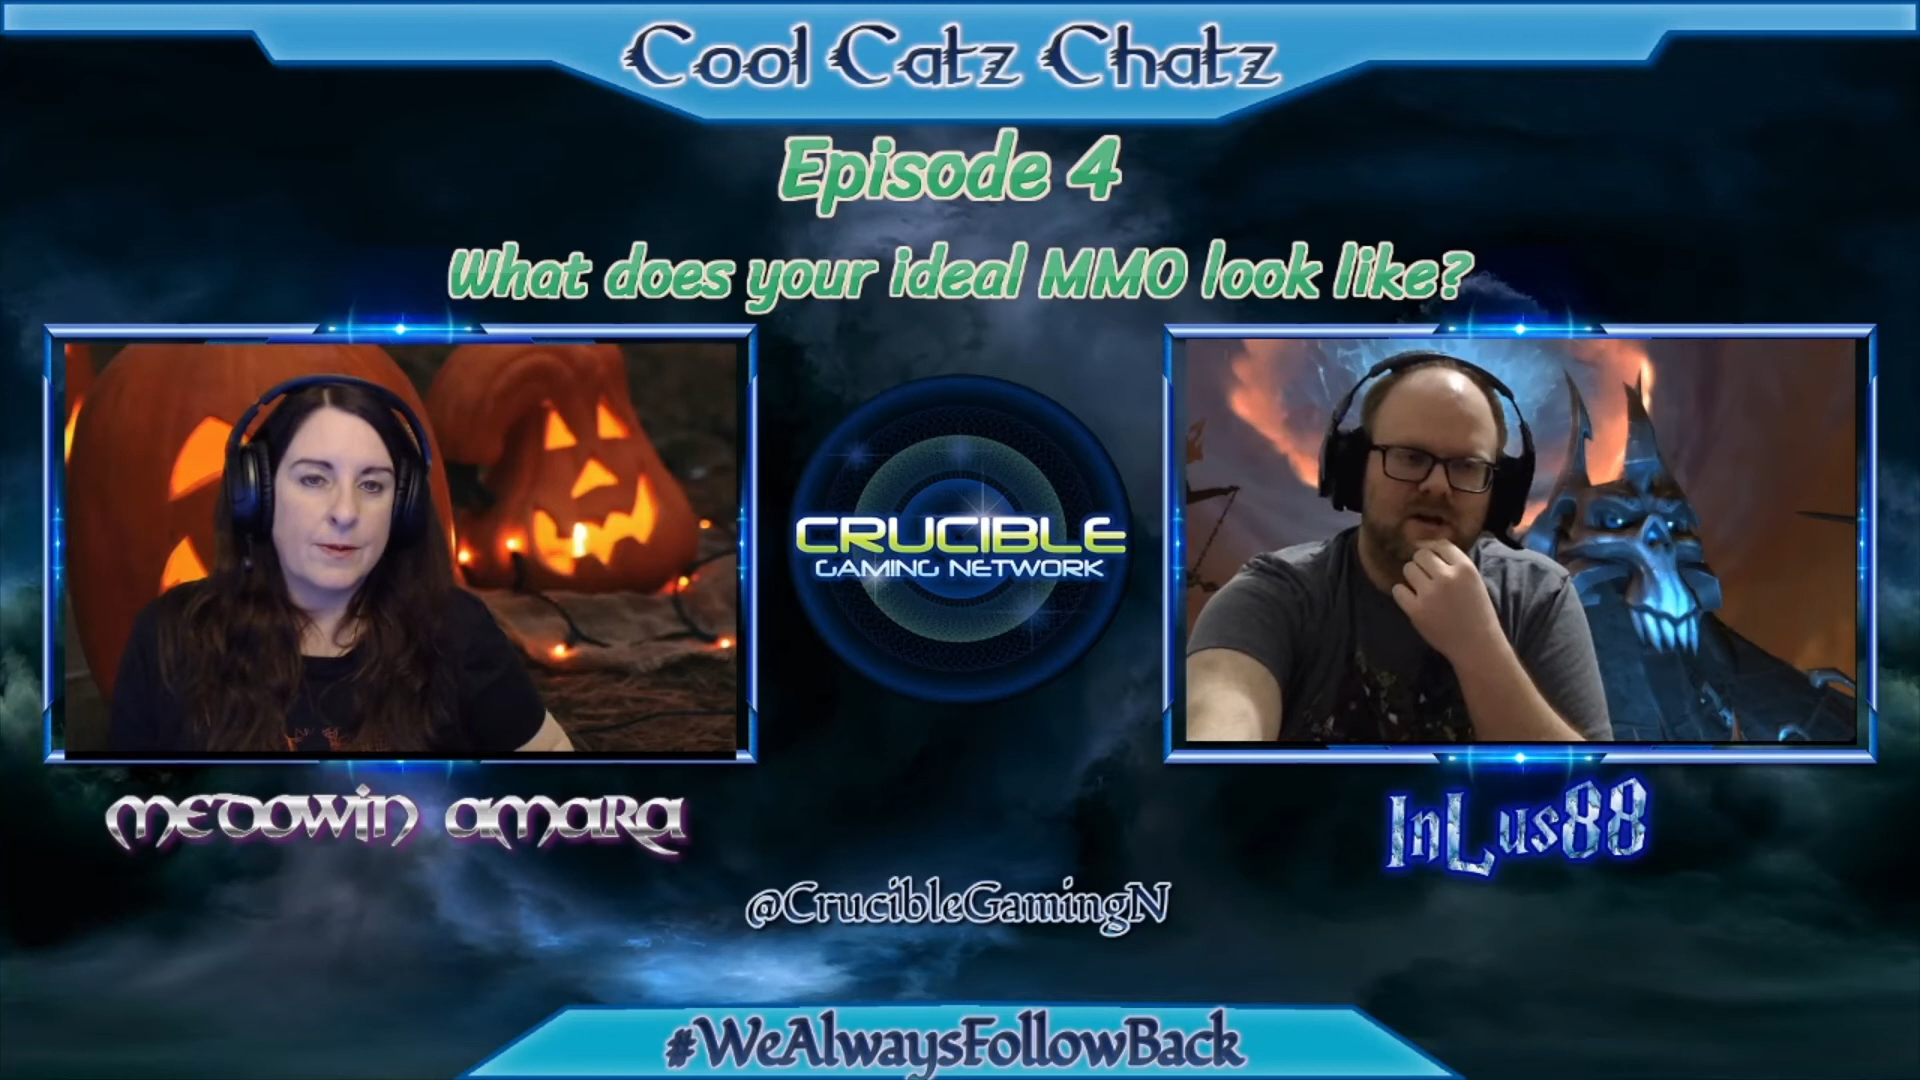 Cool Catz Chatz
Episode 4
What does your ideal MMO look like?
CRUCIBLE
GAMING NETWORK
Medowin Amara
InLus88
@CrucibleGamingN
#WeAlwaysFollowBack